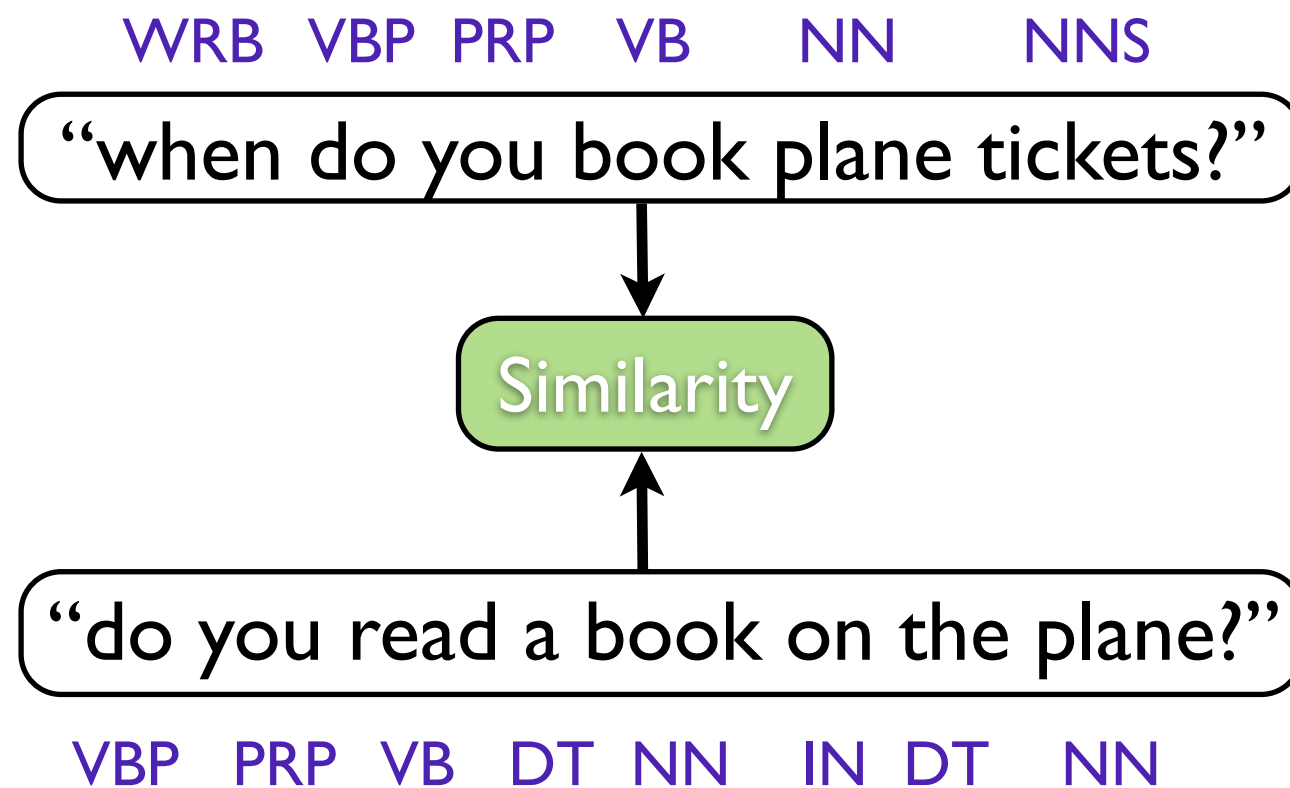 WRB VBP PRP VB NN NNS
“when do you book plane tickets?”
Similarity
“do you read a book on the plane?”
VBP PRP VB DT NN IN DT NN